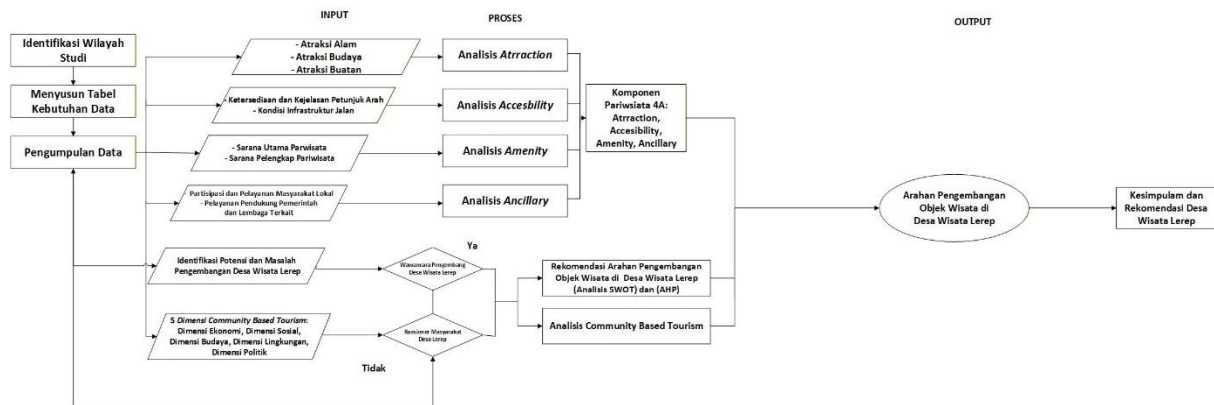 INPUT
PROSES
OUTPUT
Identifikasi Wilayah
Studi
Menyusun Tabel
Kebutuhan Data
Pengumpulan Data
- Atraksi Alam
- Atraksi Budaya
- Atraksi Buatan
Analisis Atrraction
- Ketersediaan dan Kejelasan Petunjuk Arah
- Kondisi Infrastruktur Jalan
Analisis Accesbility
- Sarana Utama Parwisata
- Sarana Pelengkap Pariwisata
Analisis Amenity
- Partisipasi dan Pelayanan Masyarakat Lokal
- Pelayanan Pendukung Pemerintah
dan Lembaga Terkait
Analisis Ancillary
Komponen
Pariwsiata 4A:
Atrraction,
Accesibility,
Amenity, Ancillary
Identifikasi Potensi dan Masalah
Pengembangan Desa Wisata Lerep
Ya
Wawancara Pengembang
Desa Wisata Lerep
5 Dimensi Community Based Tourism:
Dimensi Ekonomi, Dimensi Sosial,
Dimensi Budaya, Dimensi Lingkungan,
Dimensi Politik
Kuesioner Masyarakat
Desa Lerep
Tidak
Rekomendasi Arahan Pengembangan
Objek Wisata di Desa Wisata Lerep
(Analisis SWOT) dan (AHP)
Analisis Community Based Tourism
Arahan Pengembangan
Objek Wisata di
Desa Wisata Lerep
Kesimpulam dan
Rekomendasi Desa
Wisata Lerep